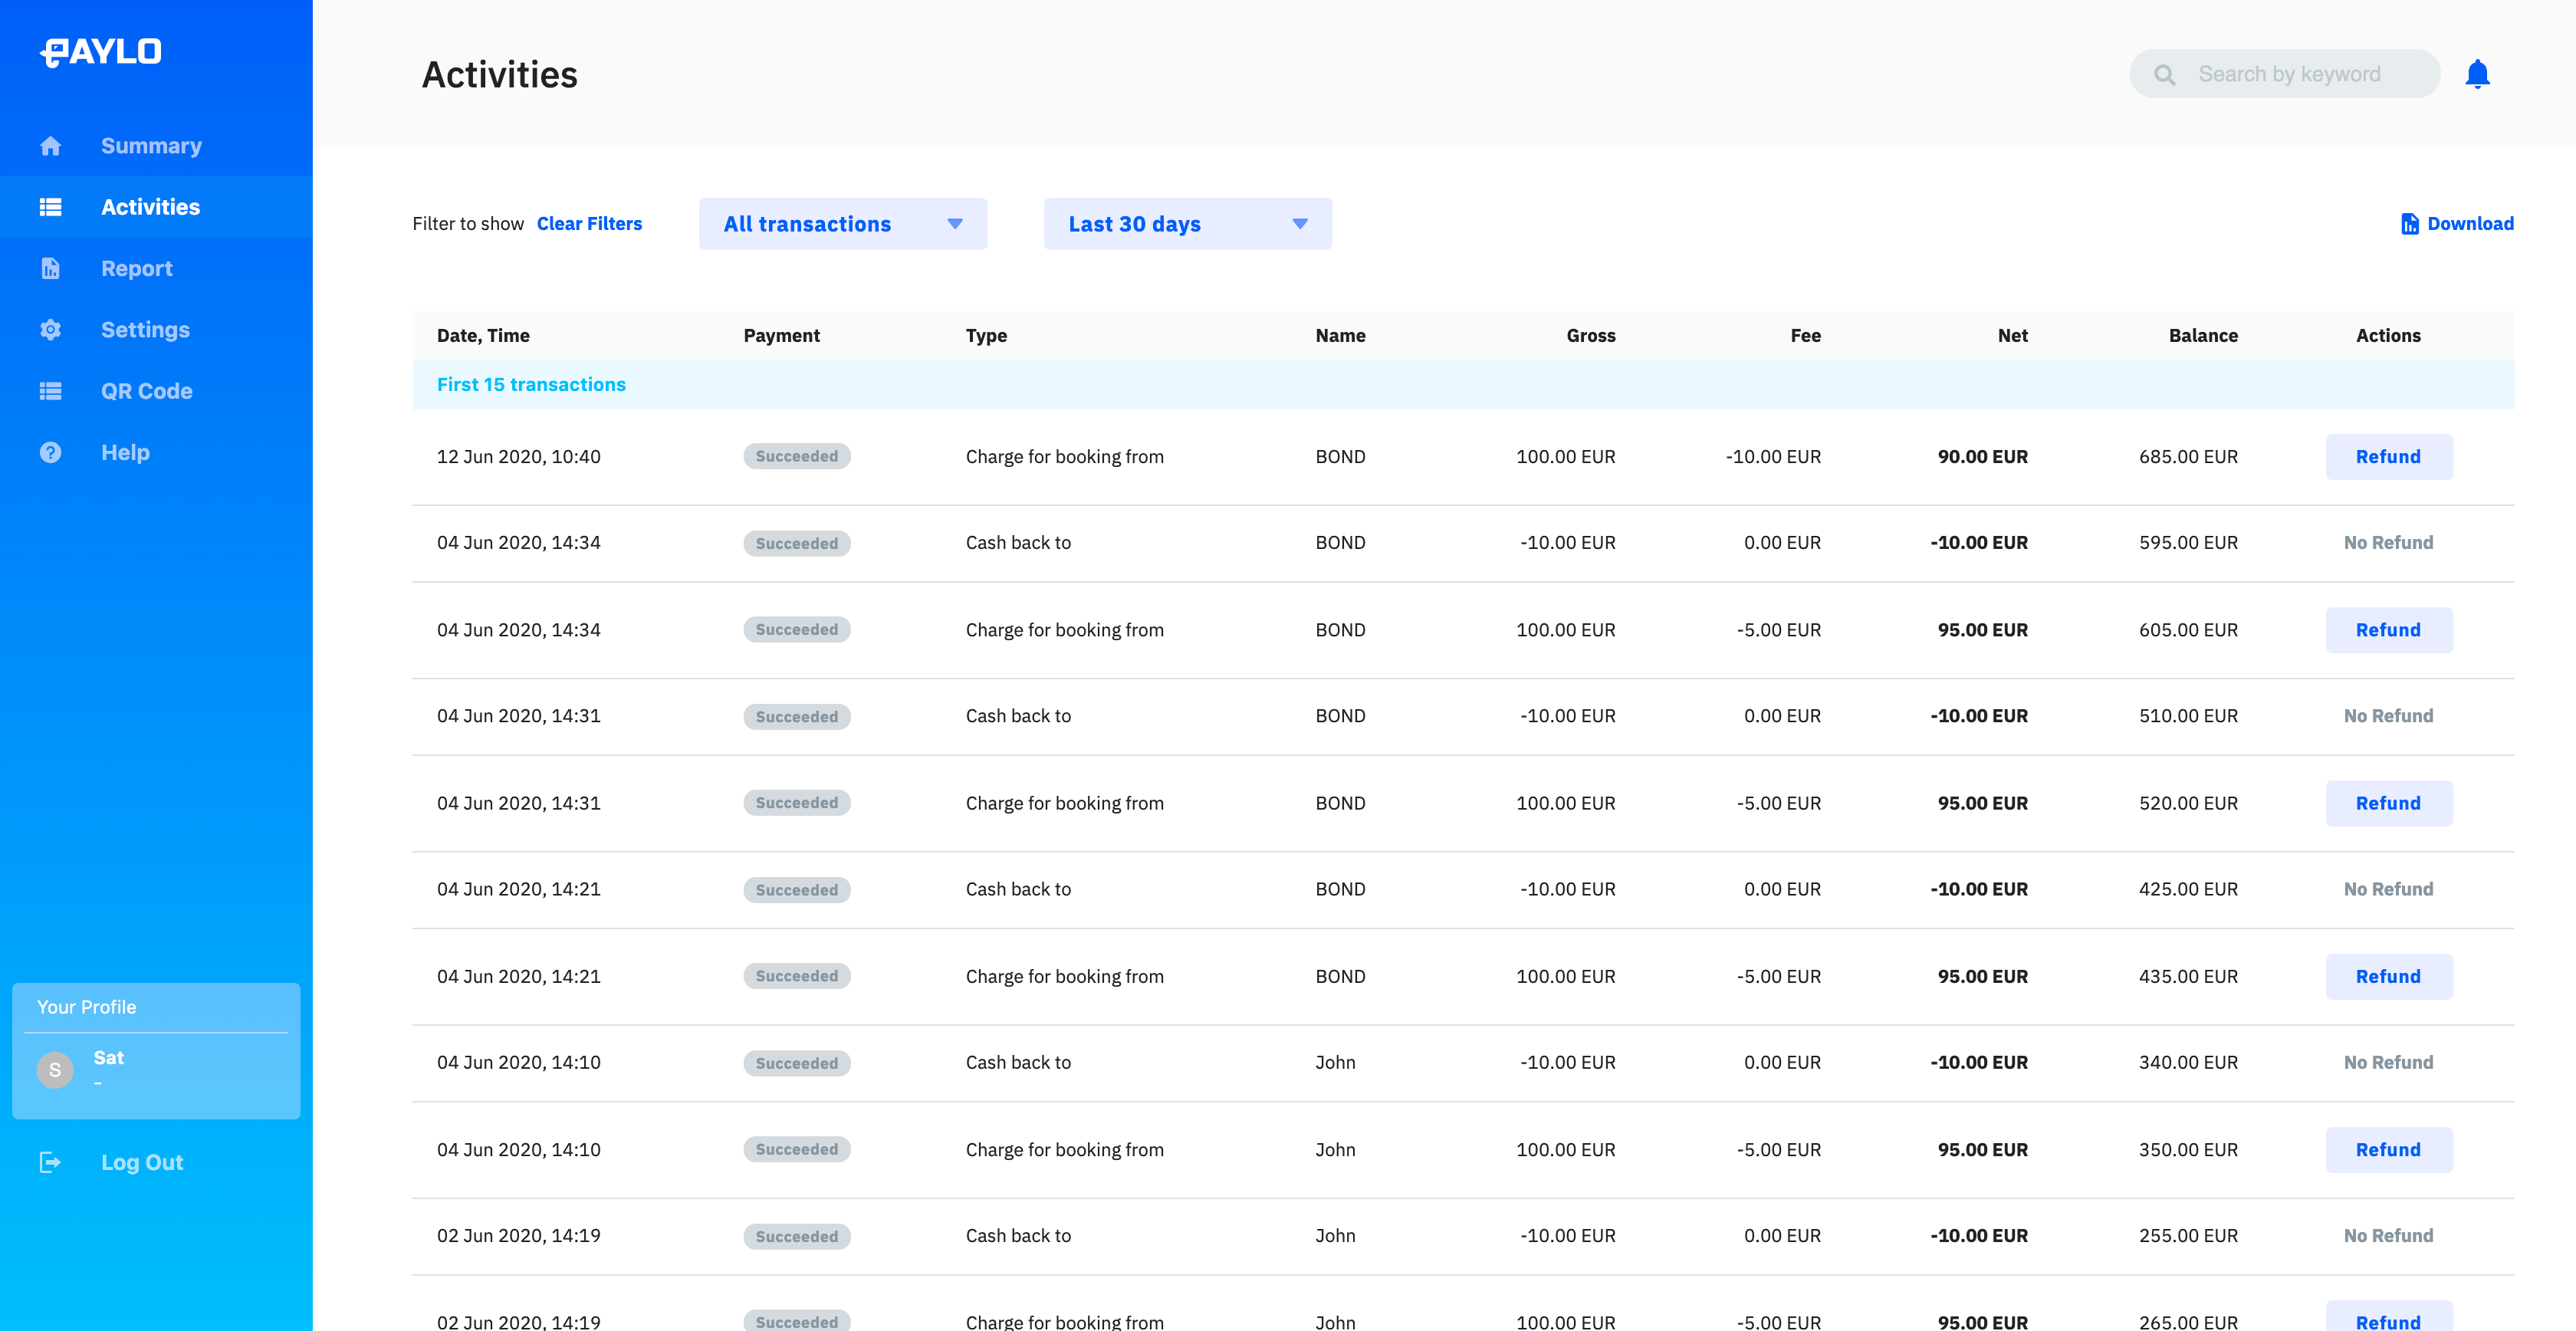 PAYLO
Summary
Activities
Report
Settings
QR Code
Help
Your Profile
S
Sat
-
Log Out
Activities
Search by keyword
Filter to show Clear Filters All transactions Last 30 days Download
Date, Time Payment Type Name Gross Fee Net Balance Actions
First 15 transactions
12 Jun 2020, 10:40 Succeeded Charge for booking from BOND 100.00 EUR -10.00 EUR 90.00 EUR 685.00 EUR Refund
04 Jun 2020, 14:34 Succeeded Cash back to BOND -10.00 EUR 0.00 EUR -10.00 EUR 595.00 EUR No Refund
04 Jun 2020, 14:34 Succeeded Charge for booking from BOND 100.00 EUR -5.00 EUR 95.00 EUR 605.00 EUR Refund
04 Jun 2020, 14:31 Succeeded Cash back to BOND -10.00 EUR 0.00 EUR -10.00 EUR 510.00 EUR No Refund
04 Jun 2020, 14:31 Succeeded Charge for booking from BOND 100.00 EUR -5.00 EUR 95.00 EUR 520.00 EUR Refund
04 Jun 2020, 14:21 Succeeded Cash back to BOND -10.00 EUR 0.00 EUR -10.00 EUR 425.00 EUR No Refund
04 Jun 2020, 14:21 Succeeded Charge for booking from BOND 100.00 EUR -5.00 EUR 95.00 EUR 435.00 EUR Refund
04 Jun 2020, 14:10 Succeeded Cash back to John -10.00 EUR 0.00 EUR -10.00 EUR 340.00 EUR No Refund
04 Jun 2020, 14:10 Succeeded Charge for booking from John 100.00 EUR -5.00 EUR 95.00 EUR 350.00 EUR Refund
02 Jun 2020, 14:19 Succeeded Cash back to John -10.00 EUR 0.00 EUR -10.00 EUR 255.00 EUR No Refund
02 Jun 2020, 14:19 Succeeded Charge for booking from John 100.00 EUR -5.00 EUR 95.00 EUR 265.00 EUR Refund